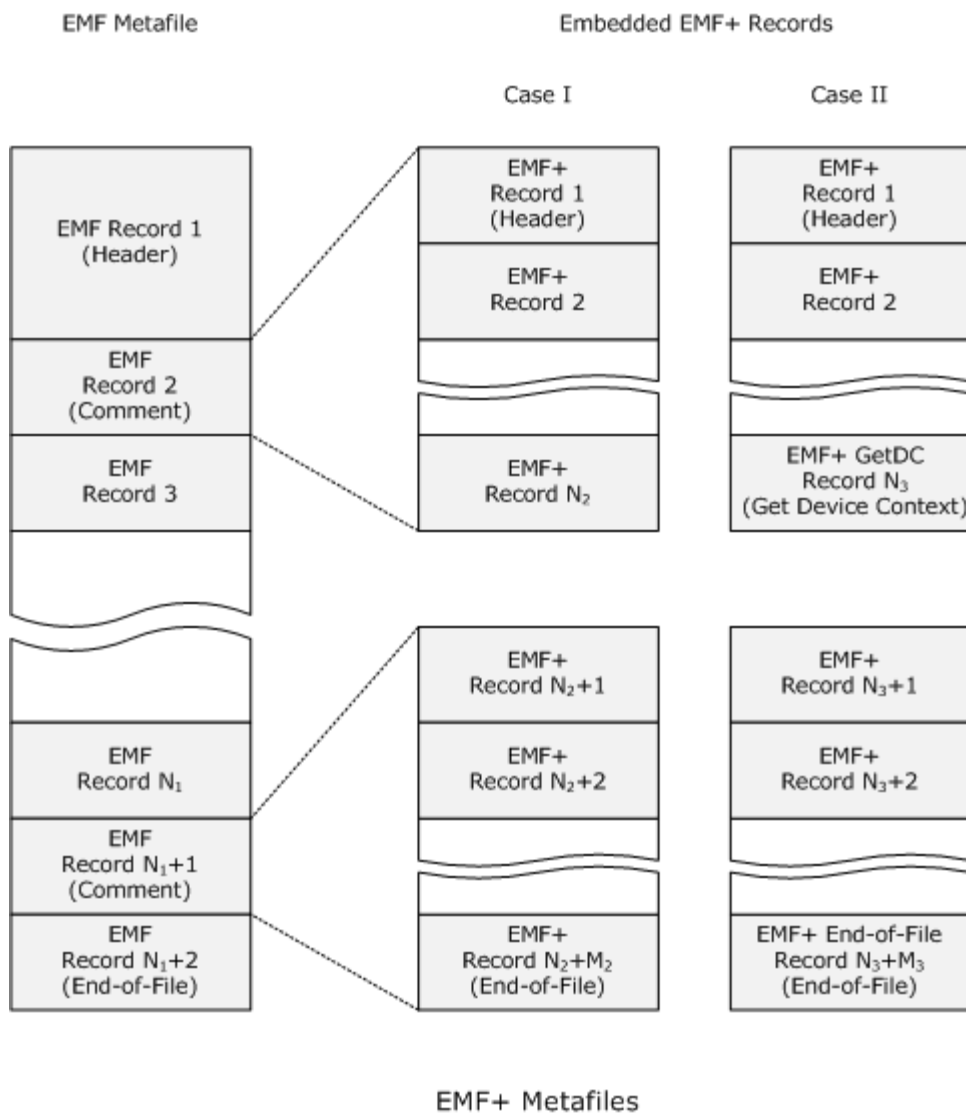 EMF Metafile
Embedded EMF+ Records
Case I
Case II
EMF Record 1
(Header)
EMF
Record 2
(Comment)
EMF
Record 3
EMF
Record N₁
EMF
Record N₁+1
(Comment)
EMF
Record N₁+2
(End-of-File)
EMF+
Record 1
(Header)
EMF+
Record 2
EMF+
Record N₂
EMF+
Record N₂+1
EMF+
Record N₂+2
EMF+
Record N₂+M₂
(End-of-File)
EMF+
Record 1
(Header)
EMF+
Record 2
EMF+ GetDC
Record N₃
(Get Device Context)
EMF+
Record N₃+1
EMF+
Record N₃+2
EMF+ End-of-File
Record N₃+M₃
(End-of-File)
EMF+ Metafiles